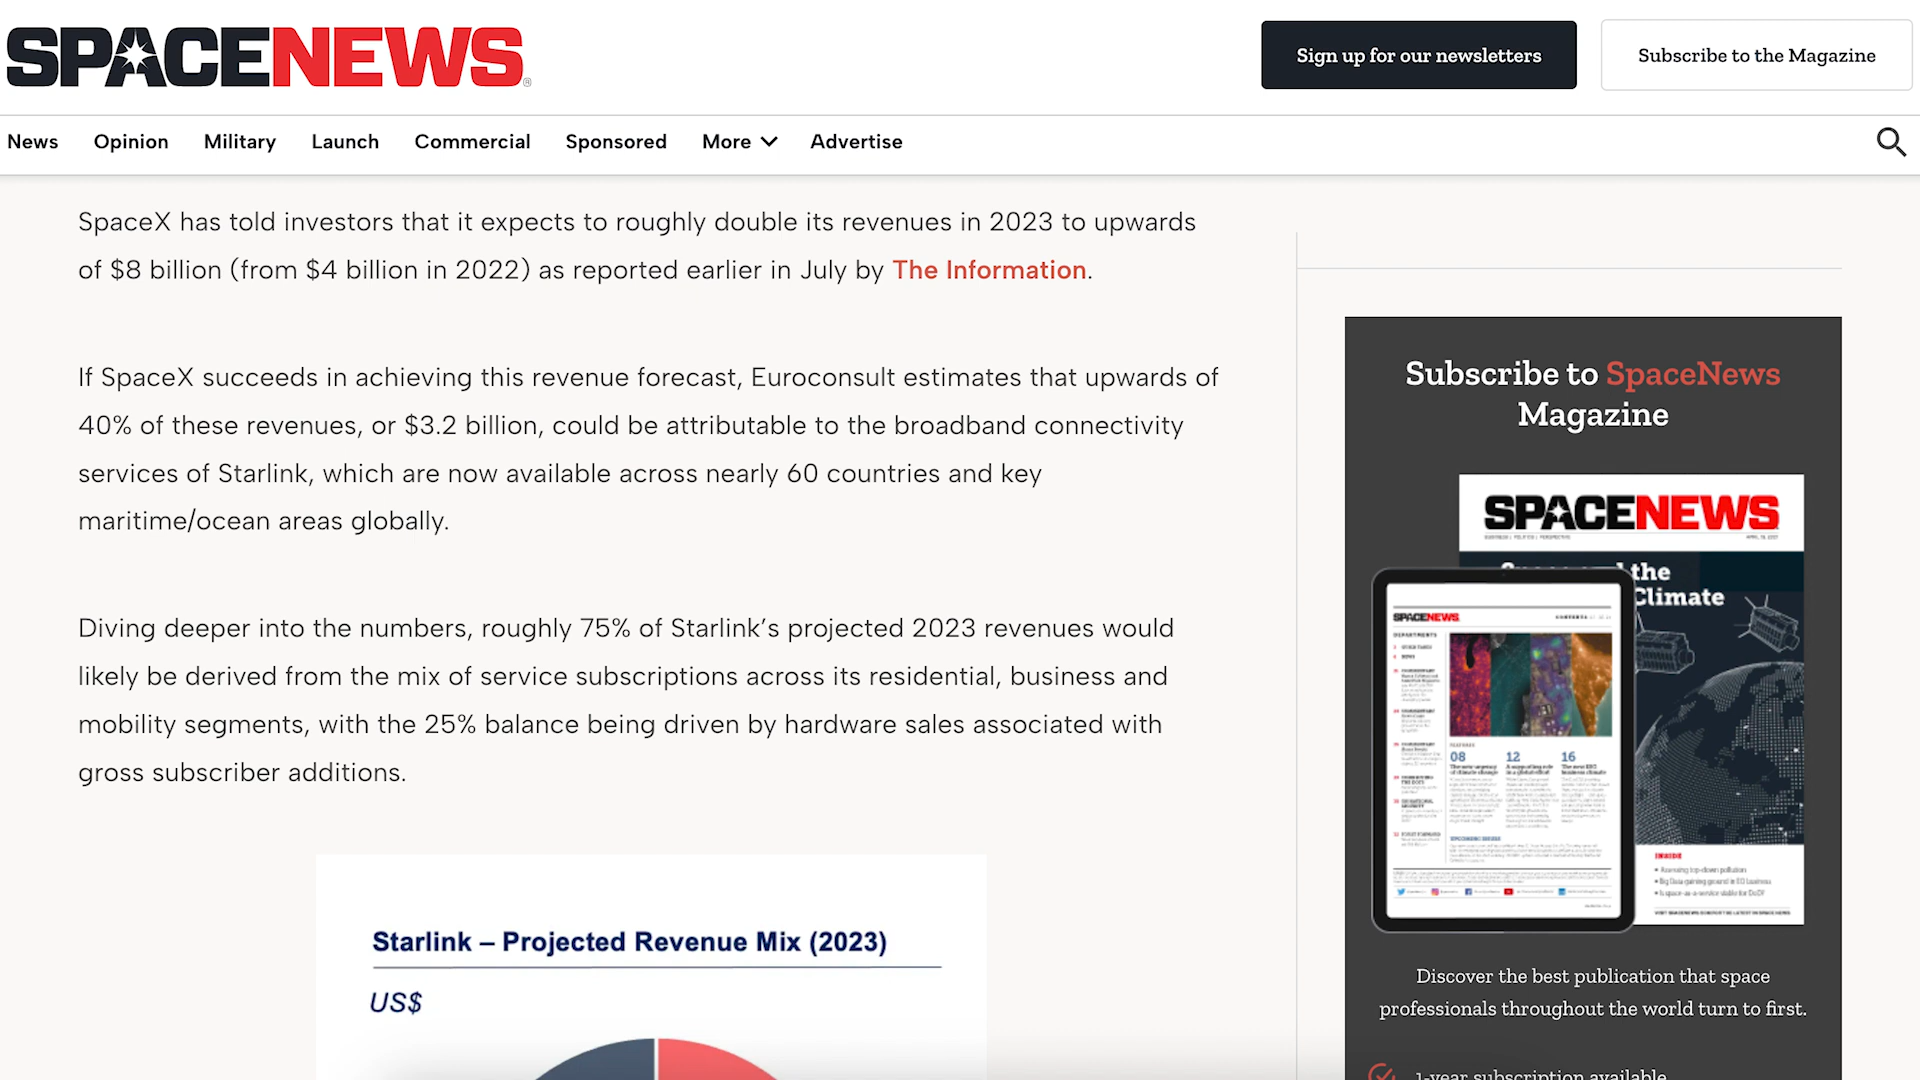 SPACENEWS
Sign up for our newsletters
Subscribe to the Magazine
News
Opinion
Military
Launch
Commercial
Sponsored
More
Advertise
SpaceX has told investors that it expects to roughly double its revenues in 2023 to upwards
of $8 billion (from $4 billion in 2022) as reported earlier in July by The Information.
If SpaceX succeeds in achieving this revenue forecast, Euroconsult estimates that upwards of
40% of these revenues, or $3.2 billion, could be attributable to the broadband connectivity
services of Starlink, which are now available across nearly 60 countries and key
maritime/ocean areas globally.
Diving deeper into the numbers, roughly 75% of Starlink's projected 2023 revenues would
likely be derived from the mix of service subscriptions across its residential, business and
mobility segments, with the 25% balance being driven by hardware sales associated with
gross subscriber additions.
Starlink – Projected Revenue Mix (2023)
US$
Subscribe to SpaceNews
Magazine
SPACENEWS
the
Climate
SPACENEWS
DEPARTMENTS
08
12
16
INSIDE
Discover the best publication that space
professionals throughout the world turn to first.
1-year subscription available